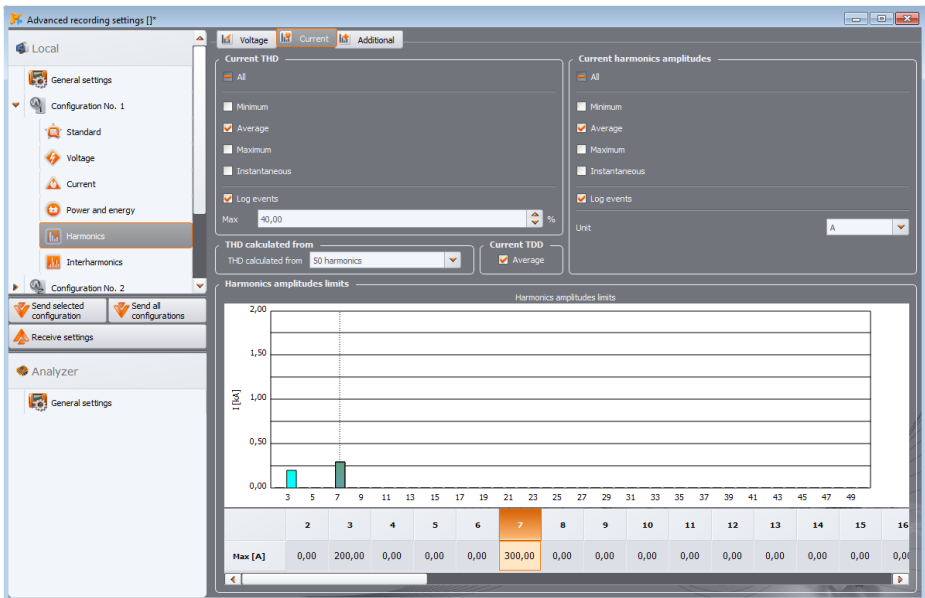 Advanced recording settings []*
Local
General settings
Configuration No. 1
Standard
Voltage
Current
Power and energy
Harmonics
Interharmonics
Configuration No. 2
Send selected
configuration
Send all
configurations
Receive settings
Analyzer
General settings
Voltage Current Additional
Current THD
All
Minimum
Average
Maximum
Instantaneous
Log events
Max 40,00 %
Current harmonics amplitudes
All
Minimum
Average
Maximum
Instantaneous
Log events
Unit A
THD calculated from
THD calculated from 50 harmonics
Current TDD
Average
Harmonics amplitudes limits
Harmonics amplitudes limits
I [kA]
2,00
1,50
1,00
0,50
0,00
3 5 7 9 11 13 15 17 19 21 23 25 27 29 31 33 35 37 39 41 43 45 47 49
2 3 4 5 6 7 8 9 10 11 12 13 14 15 16
Max [A] 0,00 200,00 0,00 0,00 0,00 300,00 0,00 0,00 0,00 0,00 0,00 0,00 0,00 0,00 0,00